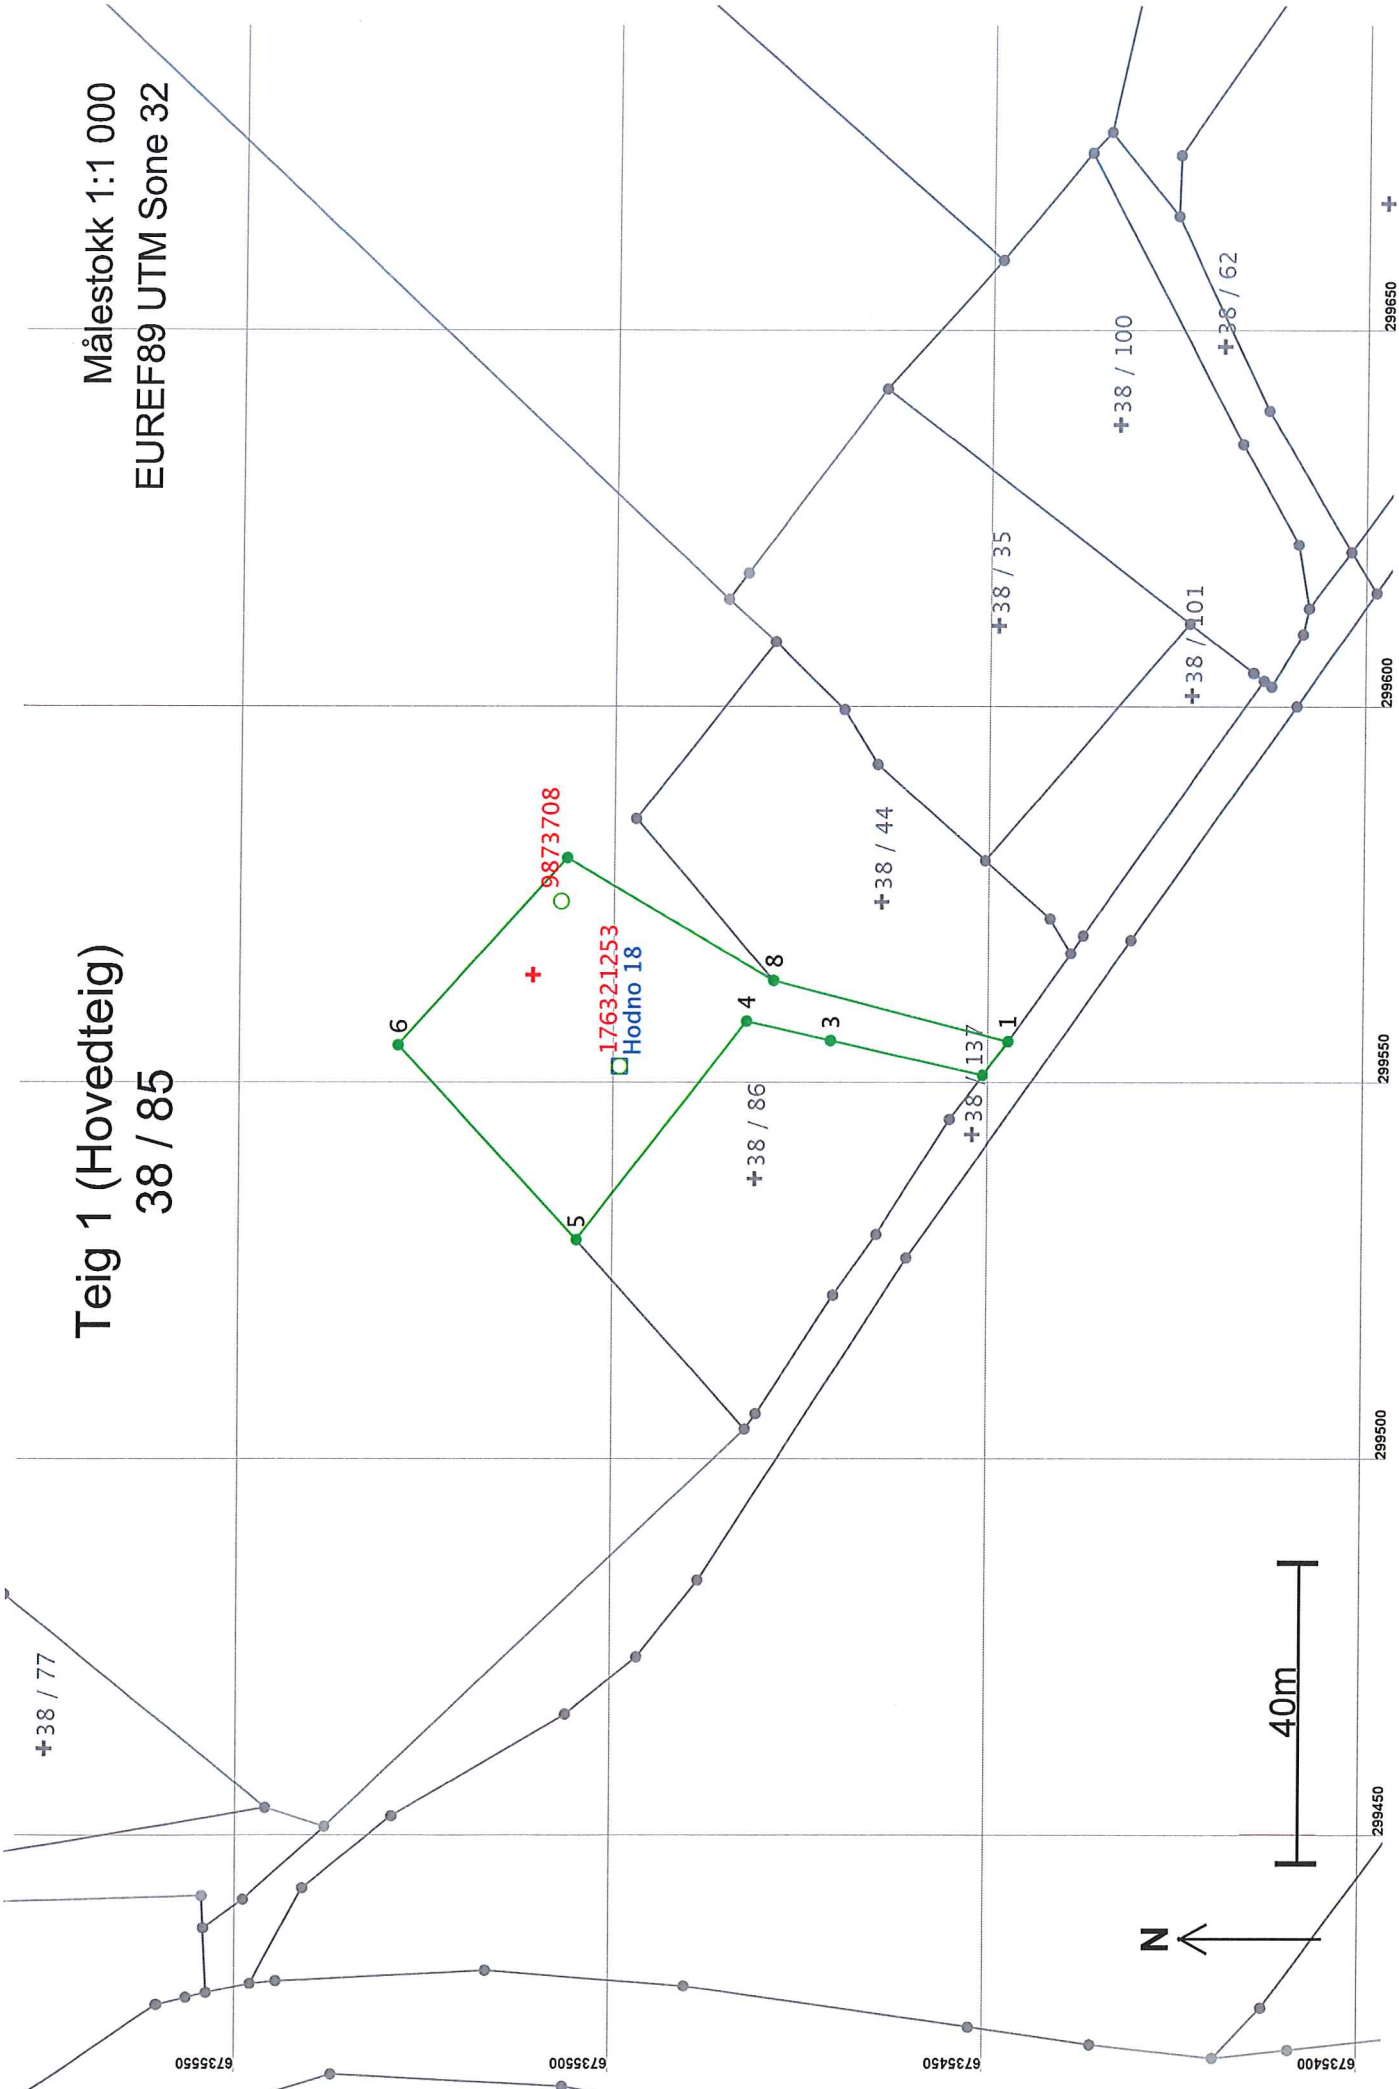 Teig 1 (Hovedteig)
38 / 85
Målestokk 1:1 000
EUREF89 UTM Sone 32
38 / 77
6
9873708
17632 1253
Hodno 18
5
4
8
3
1
38 / 86
38 / 137
38 / 44
38 / 35
38 / 101
38 / 100
38 / 62
N
40m
6735550
6735500
6735450
6735400
299450
299500
299550
299600
299650